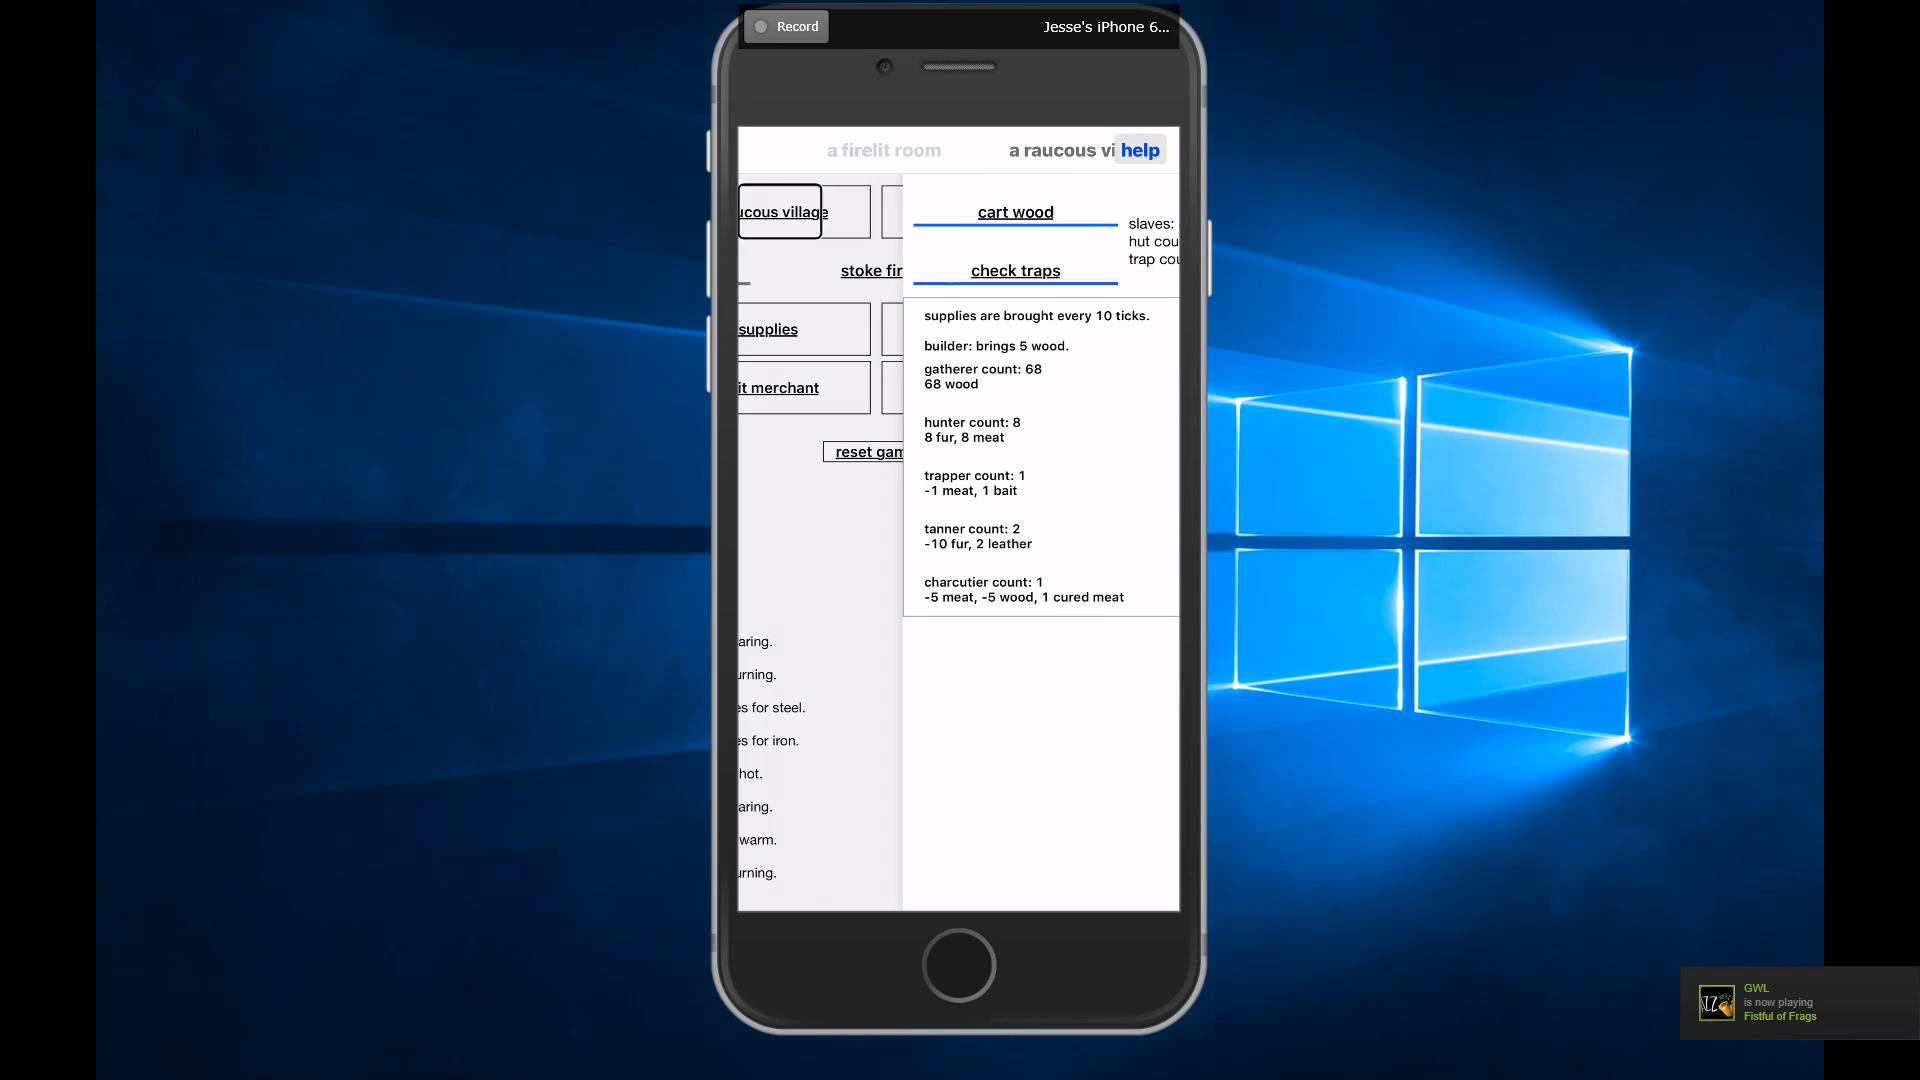 Record
Jesse's iPhone 6...
a firelit room
a raucous vi
help
ucous village
stoke fir
supplies
it merchant
reset gam
aring.
urning.
es for steel.
es for iron.
hot.
aring.
warm.
urning.
cart wood
check traps
slaves:
hut cou
trap cou
supplies are brought every 10 ticks.
builder: brings 5 wood.
gatherer count: 68
68 wood
hunter count: 8
8 fur, 8 meat
trapper count: 1
-1 meat, 1 bait
tanner count: 2
-10 fur, 2 leather
charcutier count: 1
-5 meat, -5 wood, 1 cured meat
GWL
is now playing
Fistful of Frags